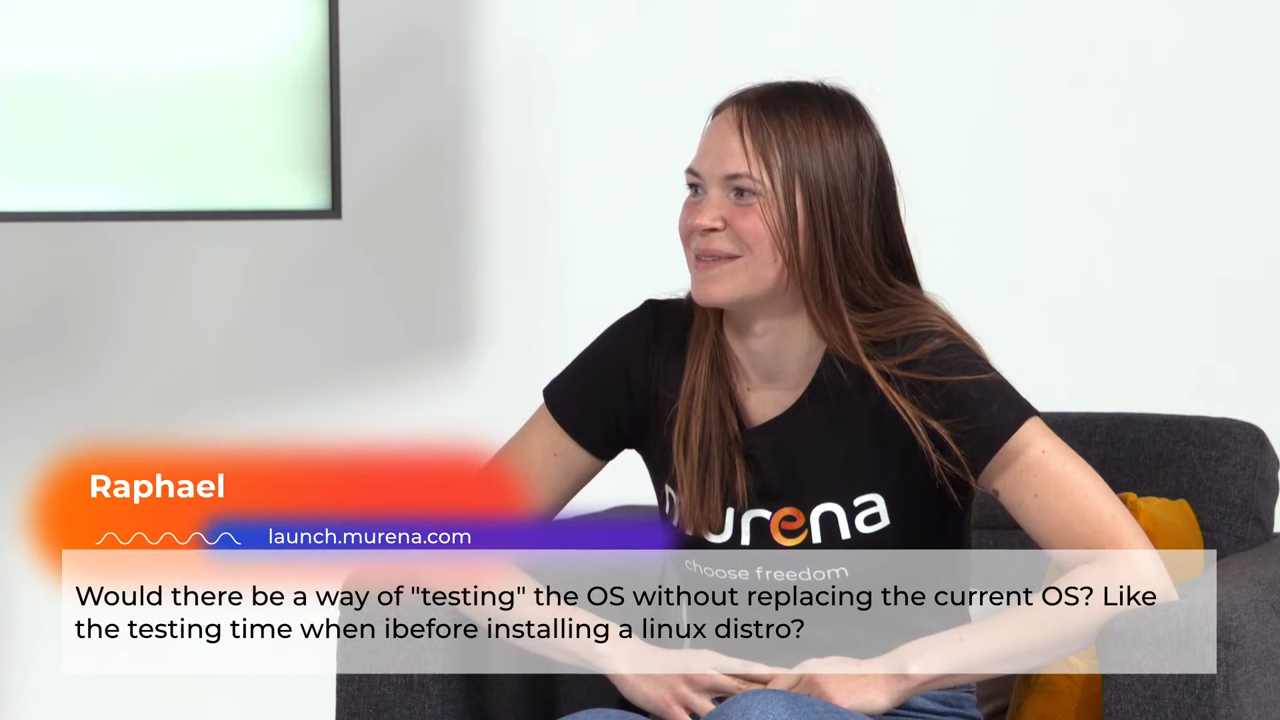 Raphael
launch.murena.com
murena
choose freedom
Would there be a way of "testing" the OS without replacing the current OS? Like
the testing time when ibefore installing a linux distro?